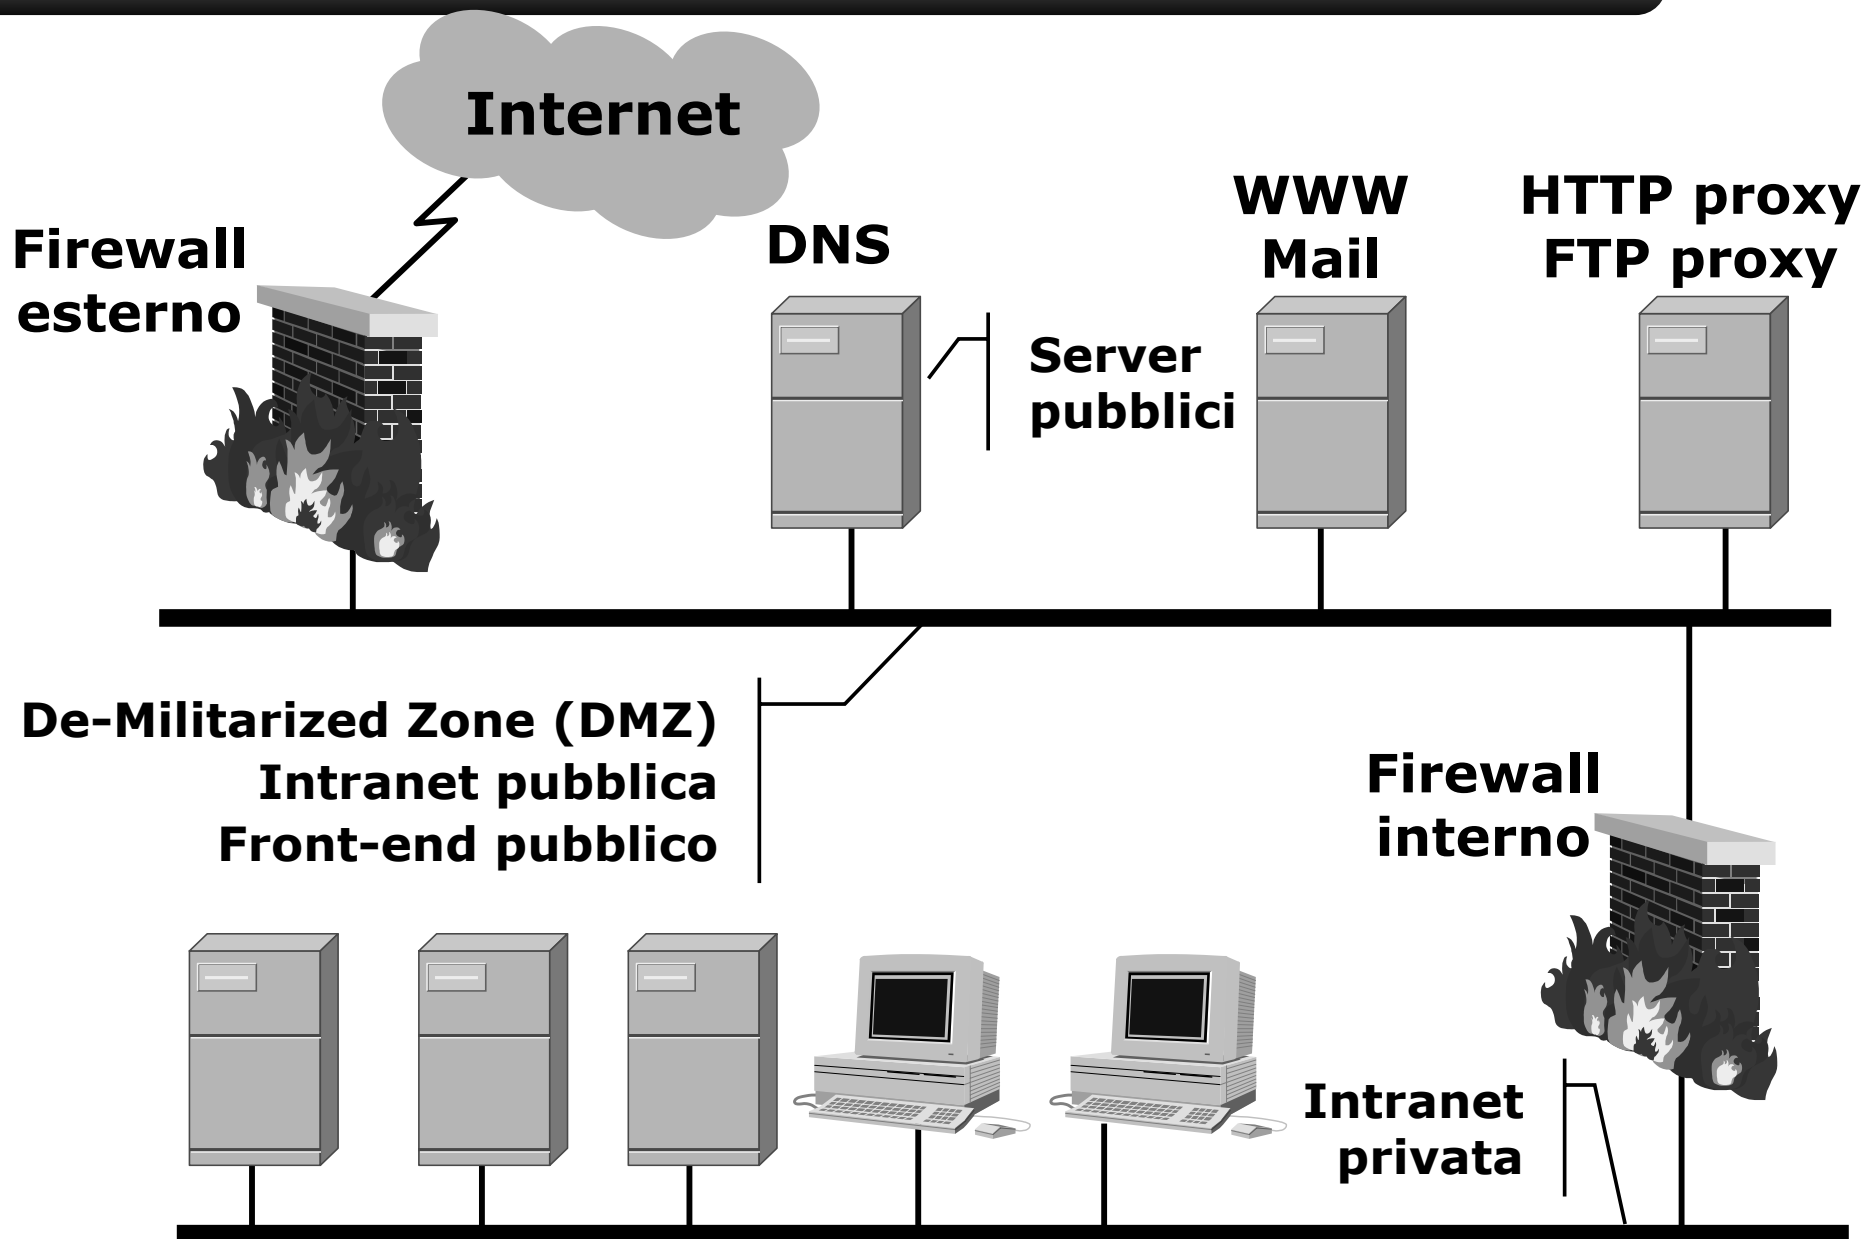 Internet
Firewall
esterno
DNS
WWW
Mail
HTTP proxy
FTP proxy
Server
pubblici
De-Militarized Zone (DMZ)
Intranet pubblica
Front-end pubblico
Firewall
interno
Intranet
privata